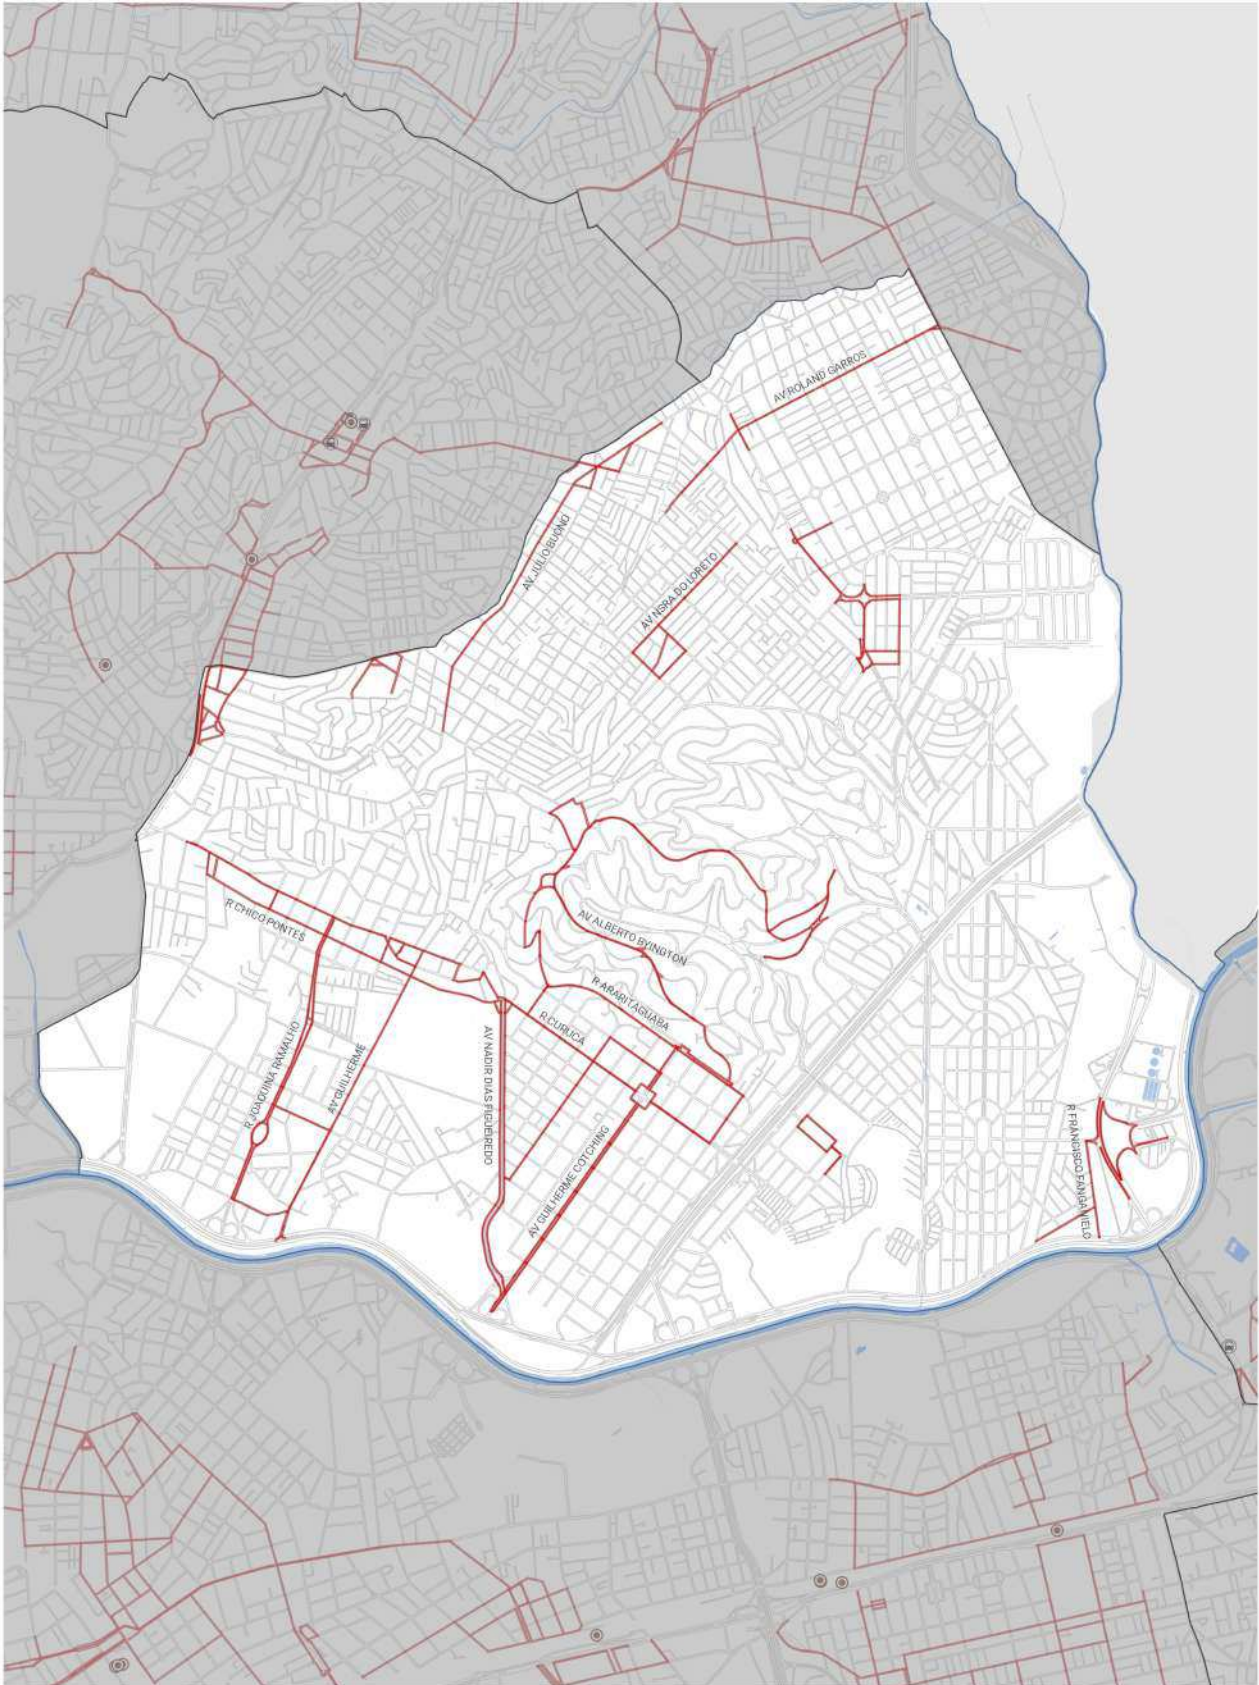 AV ROLAND GARROS
AV JULIO BUONO
AV NSRA DO LORETO
R CHICO PONTES
AV ALBERTO BYINGTON
R ARARITAGUABA
R CURUCA
R JOAQUINA RAMALHO
AV GUILHERME
AV NADIR DIAS FIGUEIREDO
AV GUILHERME COTCHING
R FRANCISCO FANGANIELO